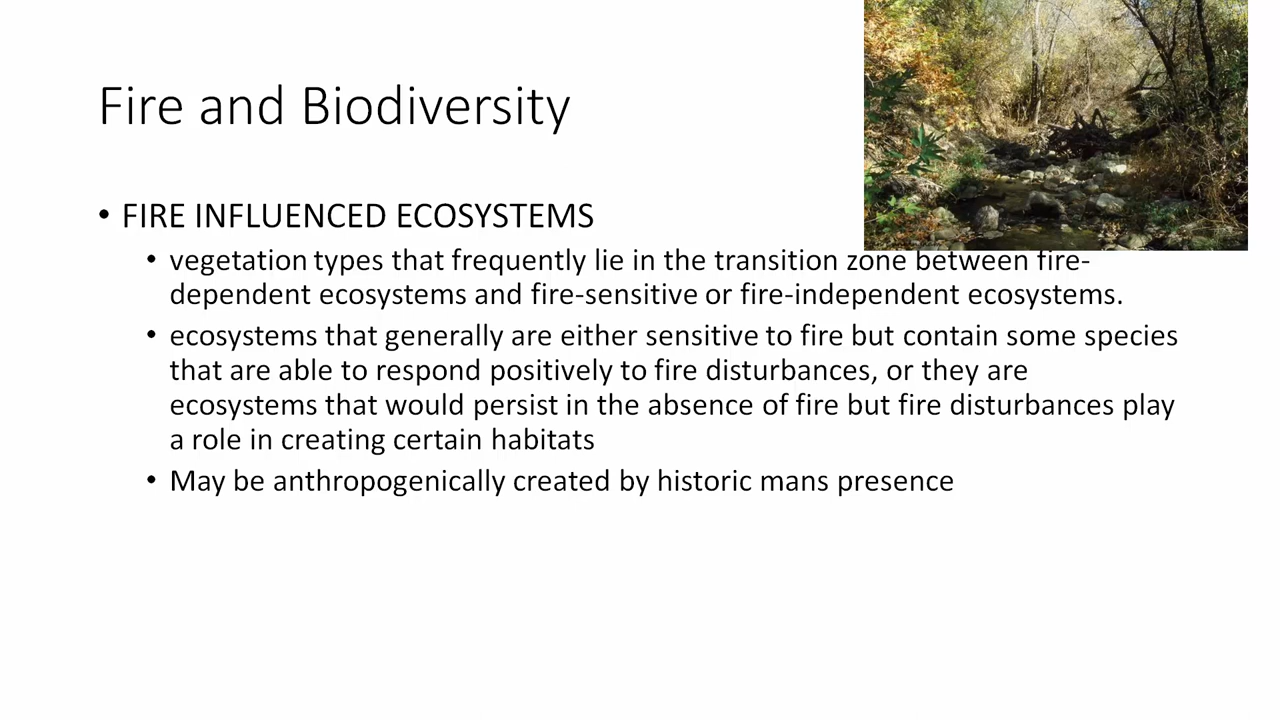 Fire and Biodiversity
• FIRE INFLUENCED ECOSYSTEMS
• vegetation types that frequently lie in the transition zone between fire-
dependent ecosystems and fire-sensitive or fire-independent ecosystems.
• ecosystems that generally are either sensitive to fire but contain some species
that are able to respond positively to fire disturbances, or they are
ecosystems that would persist in the absence of fire but fire disturbances play
a role in creating certain habitats
• May be anthropogenically created by historic mans presence